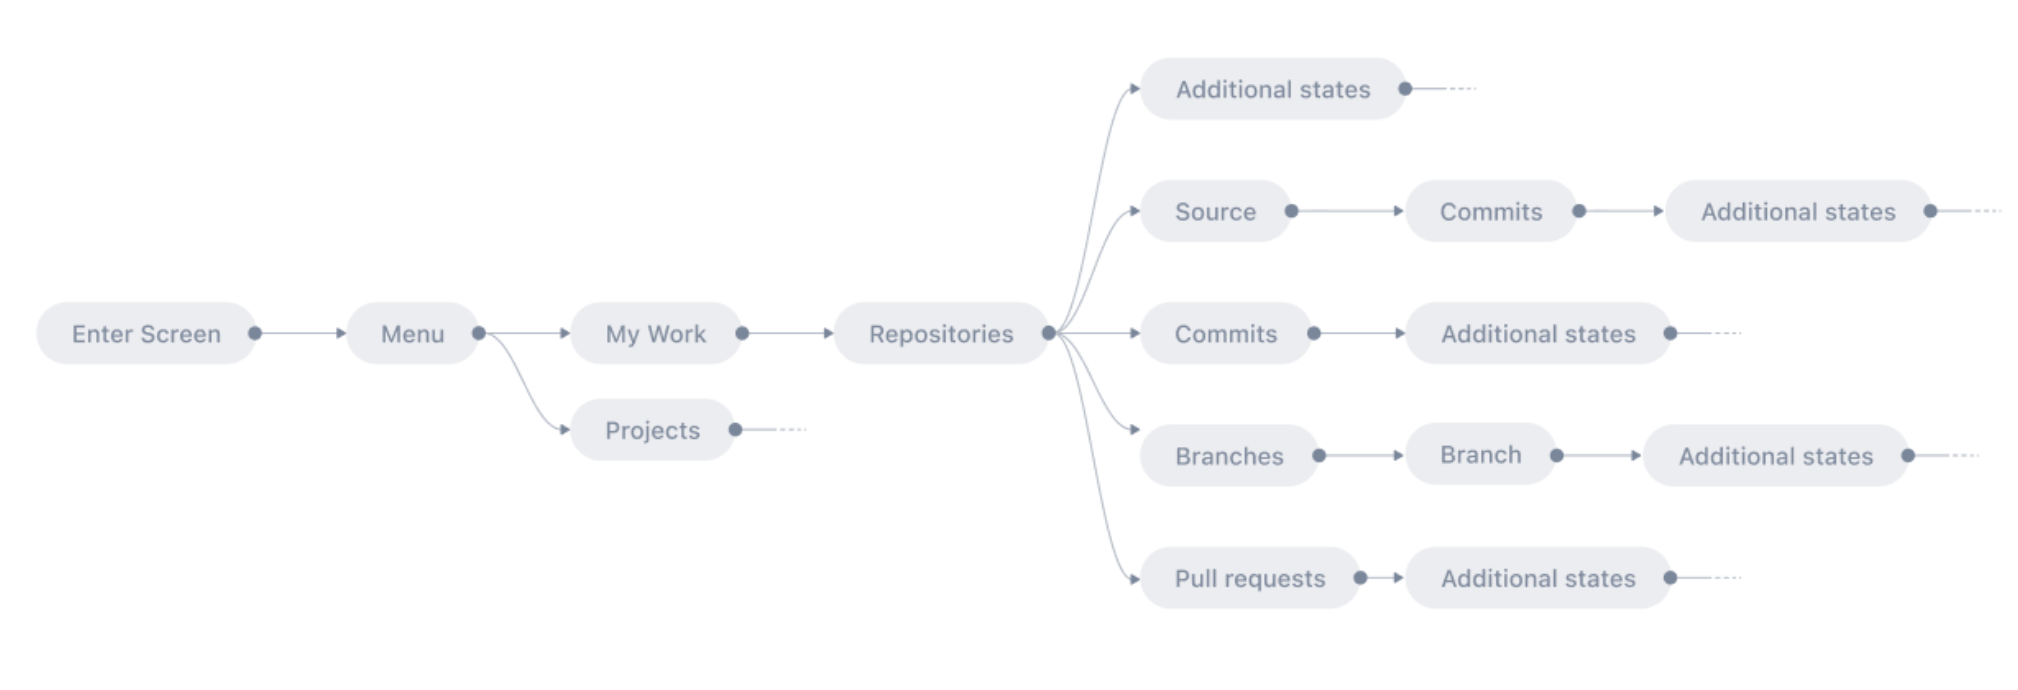 Additional states
Source
Commits
Additional states
Enter Screen
Menu
My Work
Repositories
Commits
Additional states
Projects
Branches
Branch
Additional states
Pull requests
Additional states